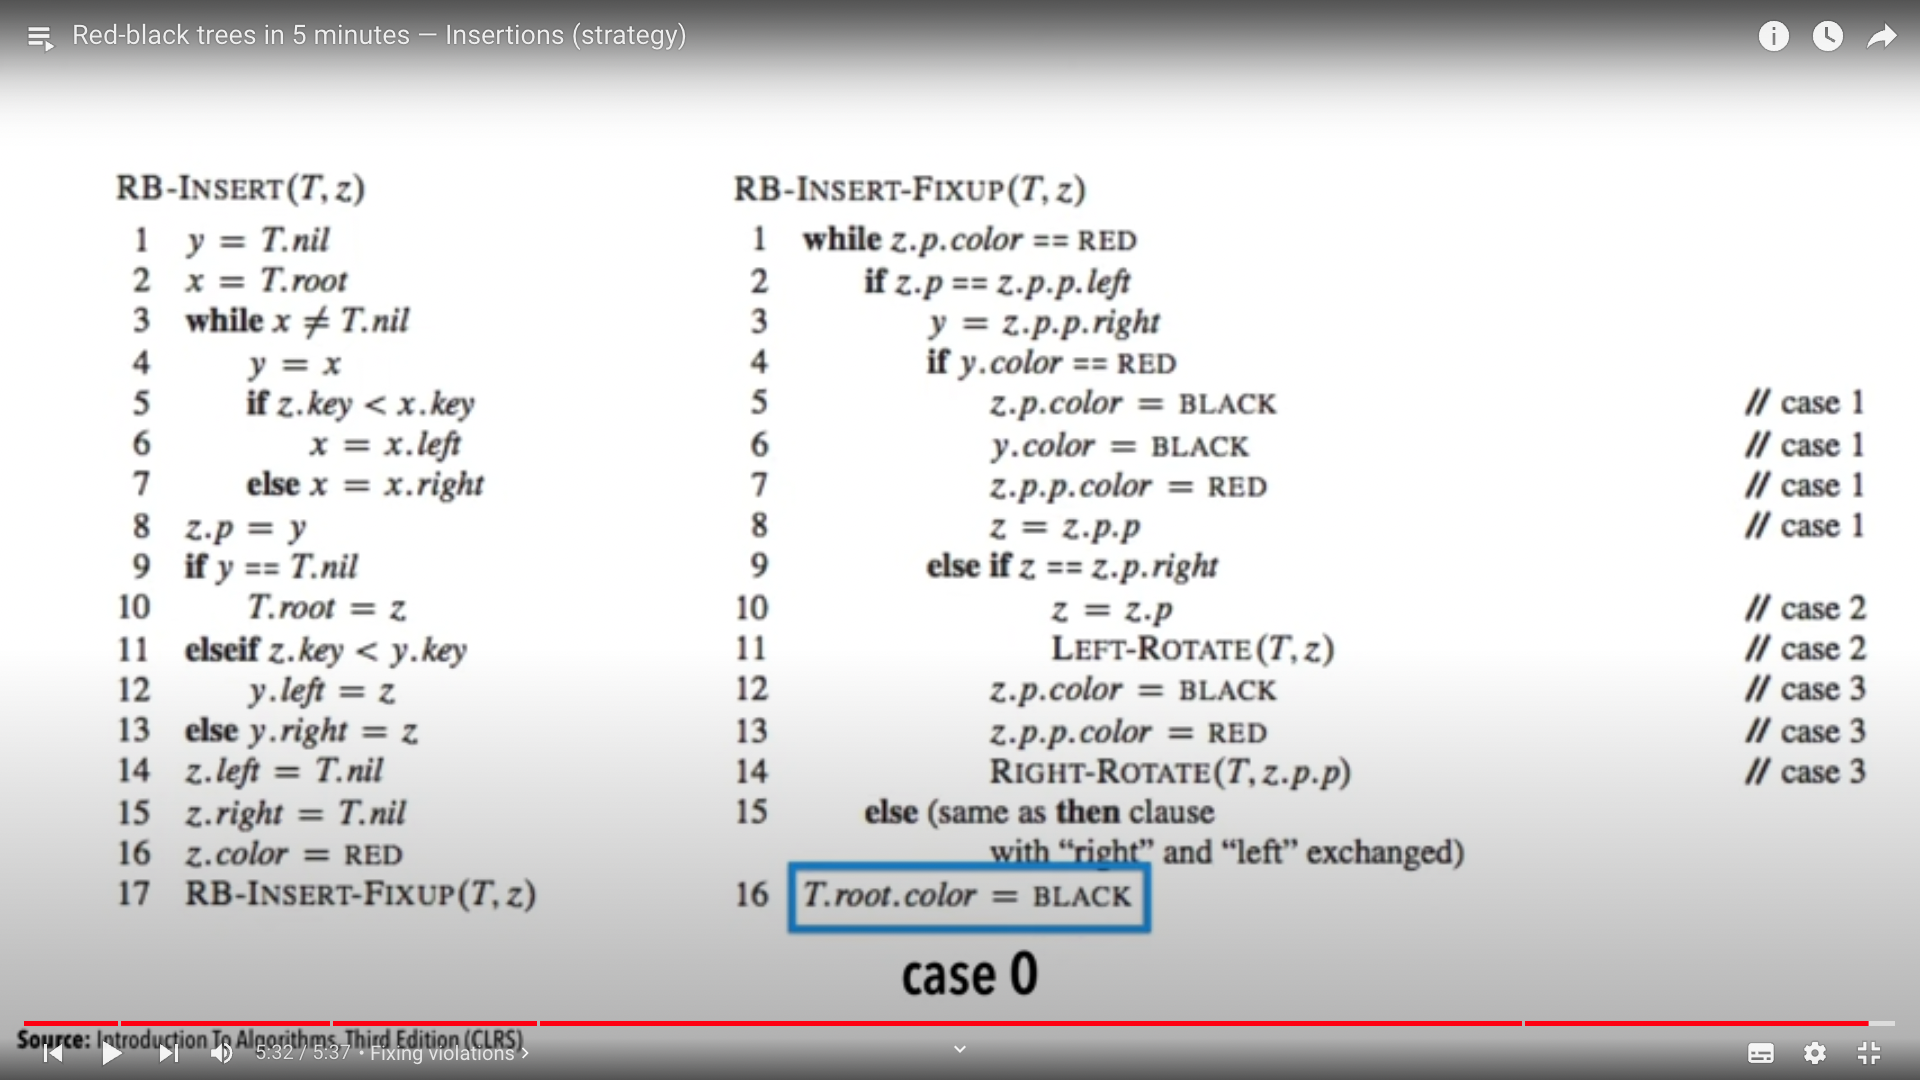 Red-black trees in 5 minutes — Insertions (strategy)
RB-INSERT(T, z)
1 y = T.nil
2 x = T.root
3 while x ≠ T.nil
4 y = x
5 if z.key < x.key
6 x = x.left
7 else x = x.right
8 z.p = y
9 if y == T.nil
10 T.root = z
11 elseif z.key < y.key
12 y.left = z
13 else y.right = z
14 z.left = T.nil
15 z.right = T.nil
16 z.color = RED
17 RB-INSERT-FIXUP(T, z)
RB-INSERT-FIXUP(T, z)
1 while z.p.color == RED
2 if z.p == z.p.p.left
3 y = z.p.p.right
4 if y.color == RED
5 z.p.color = BLACK // case 1
6 y.color = BLACK // case 1
7 z.p.p.color = RED // case 1
8 z = z.p.p // case 1
9 else if z == z.p.right
10 z = z.p // case 2
11 LEFT-ROTATE(T, z) // case 2
12 z.p.color = BLACK // case 3
13 z.p.p.color = RED // case 3
14 RIGHT-ROTATE(T, z.p.p) // case 3
15 else (same as then clause
with “right” and “left” exchanged)
16 T.root.color = BLACK
case 0
Source: Introduction To Algorithms, Third Edition (CLRS)
5:32 / 5:37 • Fixing violations ›